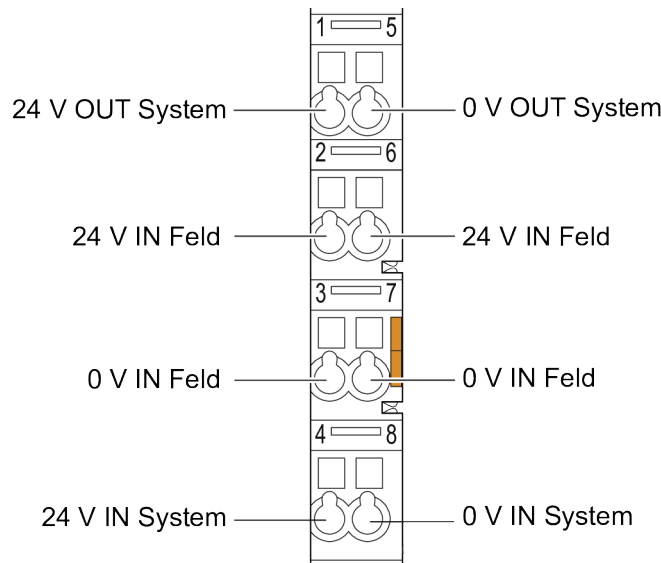 1 5
24 V OUT System 0 V OUT System
2 6
24 V IN Feld 24 V IN Feld
3 7
0 V IN Feld 0 V IN Feld
4 8
24 V IN System 0 V IN System